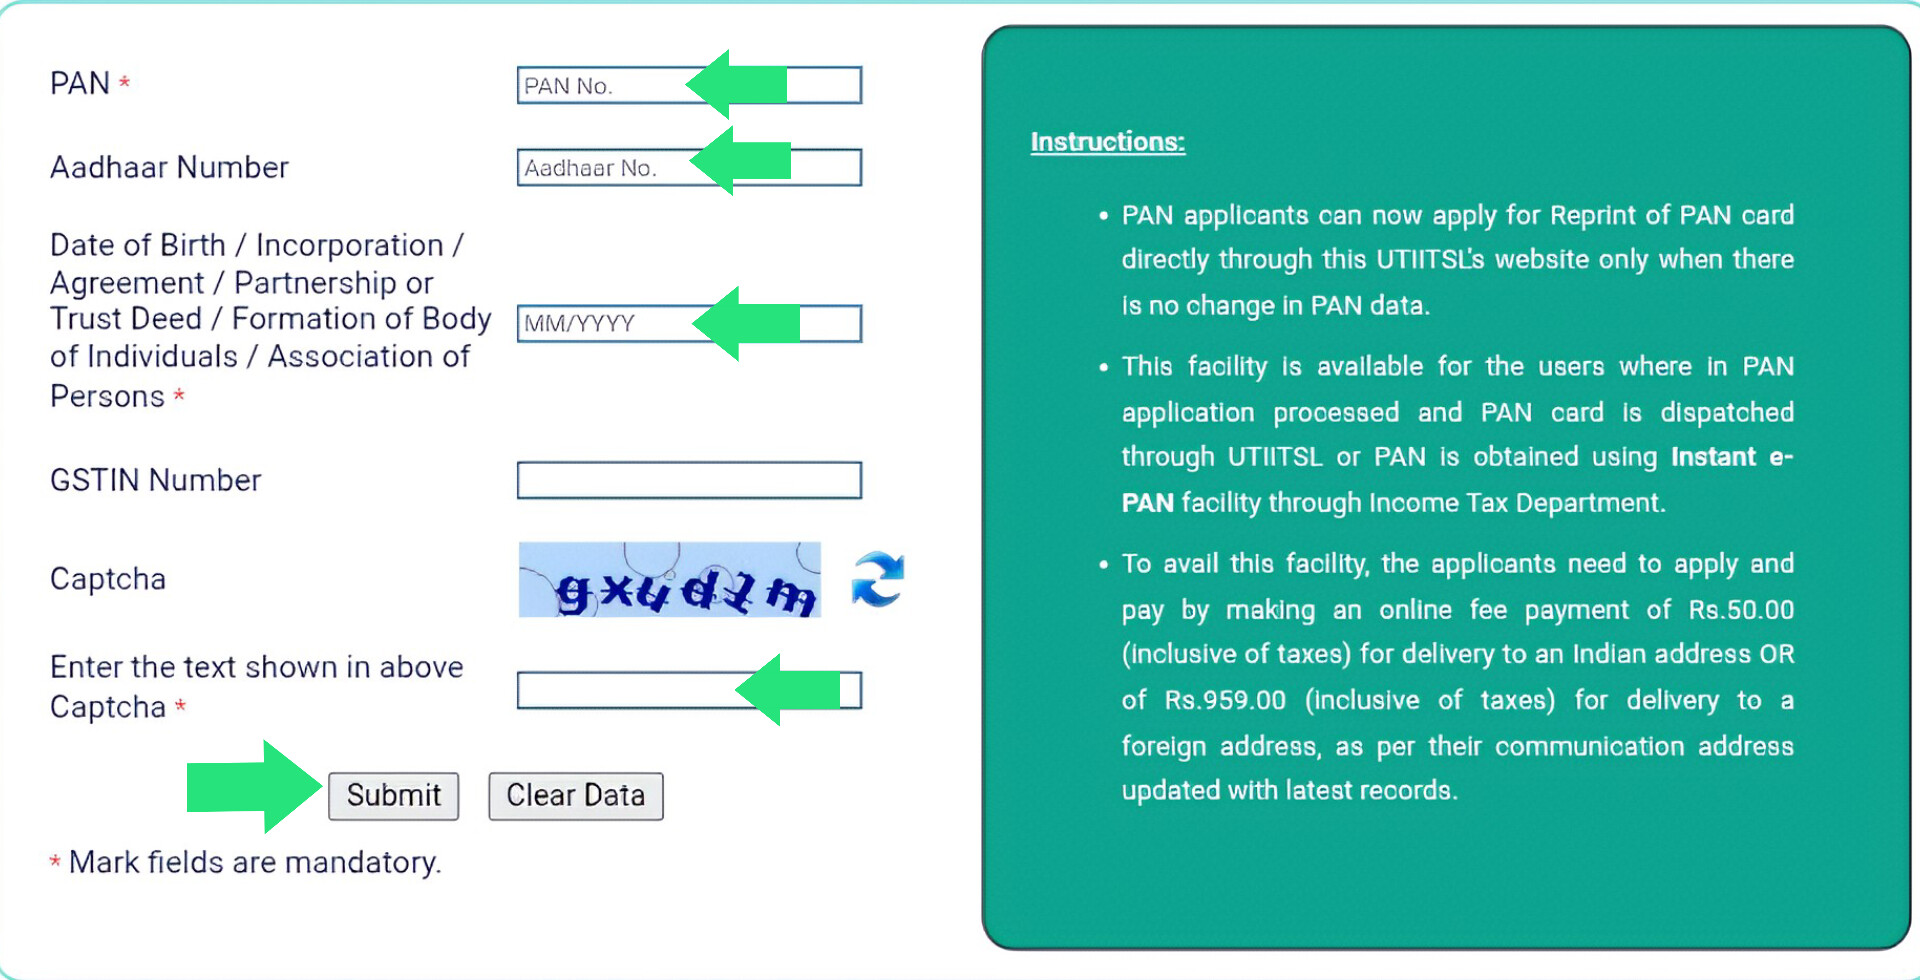 PAN *
PAN No.
Aadhaar Number
Aadhaar No.
Date of Birth / Incorporation /
Agreement / Partnership or
Trust Deed / Formation of Body
of Individuals / Association of
Persons *
MM/YYYY
GSTIN Number
Captcha
gxud1m
Enter the text shown in above
Captcha *
Submit
Clear Data
* Mark fields are mandatory.
Instructions:
• PAN applicants can now apply for Reprint of PAN card
directly through this UTIITSL's website only when there
is no change in PAN data.
• This facility is available for the users where in PAN
application processed and PAN card is dispatched
through UTIITSL or PAN is obtained using Instant e-
PAN facility through Income Tax Department.
• To avail this facility, the applicants need to apply and
pay by making an online fee payment of Rs.50.00
(inclusive of taxes) for delivery to an Indian address OR
of Rs.959.00 (inclusive of taxes) for delivery to a
foreign address, as per their communication address
updated with latest records.